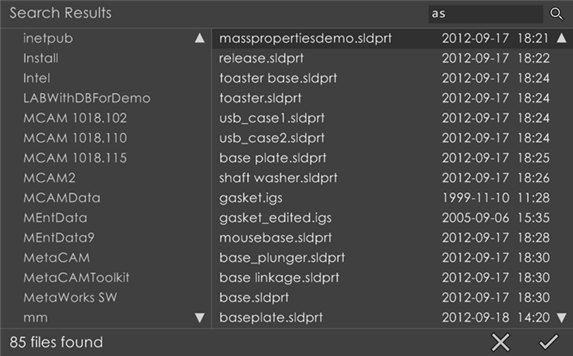 Search Results as
inetpub masspropertiesdemo.sldprt 2012-09-17 18:21
Install release.sldprt 2012-09-17 18:22
Intel toaster base.sldprt 2012-09-17 18:24
LABWithDBForDemo toaster.sldprt 2012-09-17 18:24
MCAM 1018.102 usb_case1.sldprt 2012-09-17 18:24
MCAM 1018.110 usb_case2.sldprt 2012-09-17 18:24
MCAM 1018.115 base plate.sldprt 2012-09-17 18:25
MCAM2 shaft washer.sldprt 2012-09-17 18:26
MCAMData gasket.igs 1999-11-10 11:28
MEntData gasket_edited.igs 2005-09-06 15:35
MEntData9 mousebase.sldprt 2012-09-17 18:28
MetaCAM base_plunger.sldprt 2012-09-17 18:30
MetaCAMToolkit base linkage.sldprt 2012-09-17 18:30
MetaWorks SW base.sldprt 2012-09-17 18:30
mm baseplate.sldprt 2012-09-18 14:20
85 files found